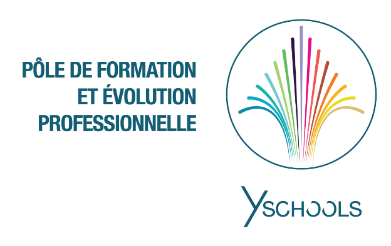 PÔLE DE FORMATION
ET ÉVOLUTION
PROFESSIONNELLE
YSCHOOLS